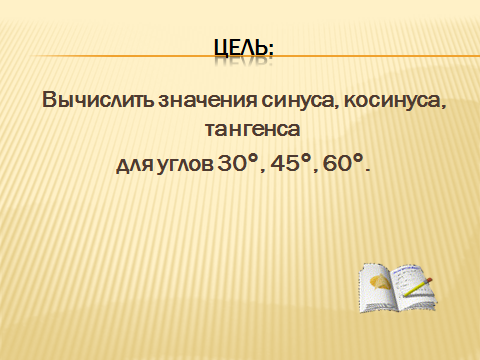 ЦЕЛЬ:
Вычислить значения синуса, косинуса,
тангенса
для углов 30°, 45°, 60°.